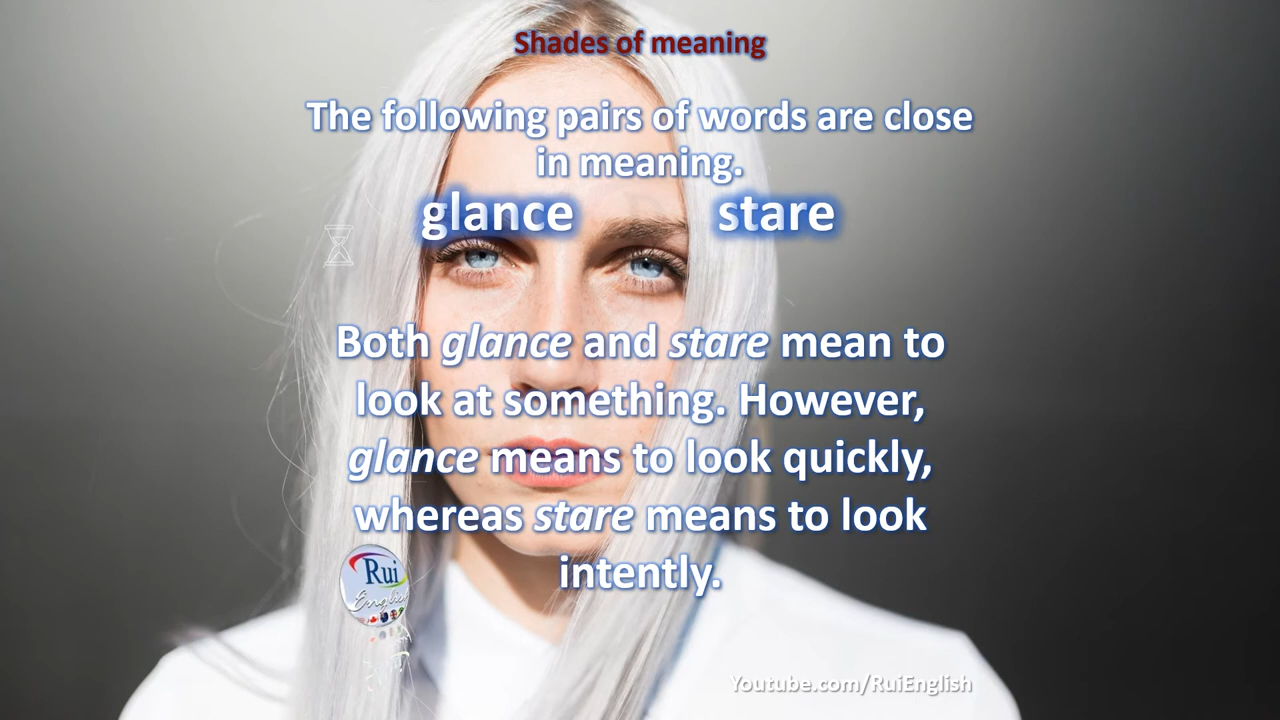 Shades of meaning
The following pairs of words are close
in meaning.
glance stare
Both glance and stare mean to
look at something. However,
glance means to look quickly,
whereas stare means to look
intently.
Rui
English
Youtube.com/RuiEnglish